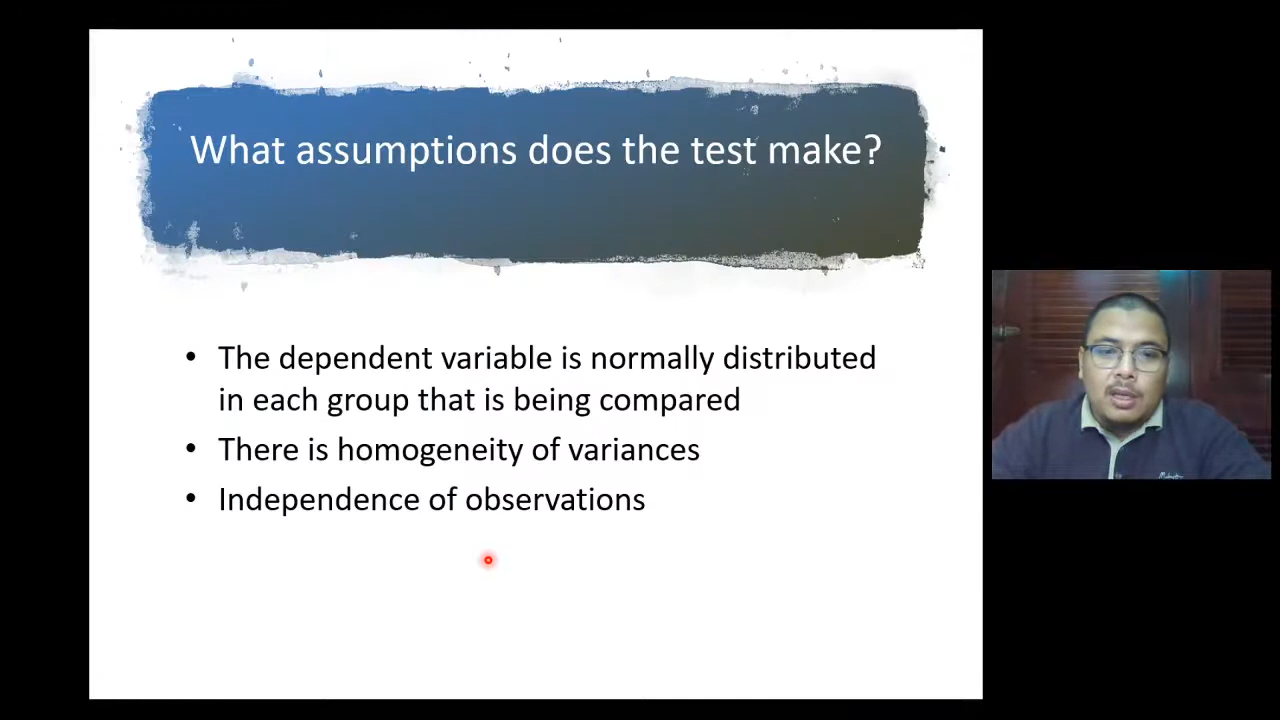 What assumptions does the test make?
• The dependent variable is normally distributed
in each group that is being compared
• There is homogeneity of variances
• Independence of observations